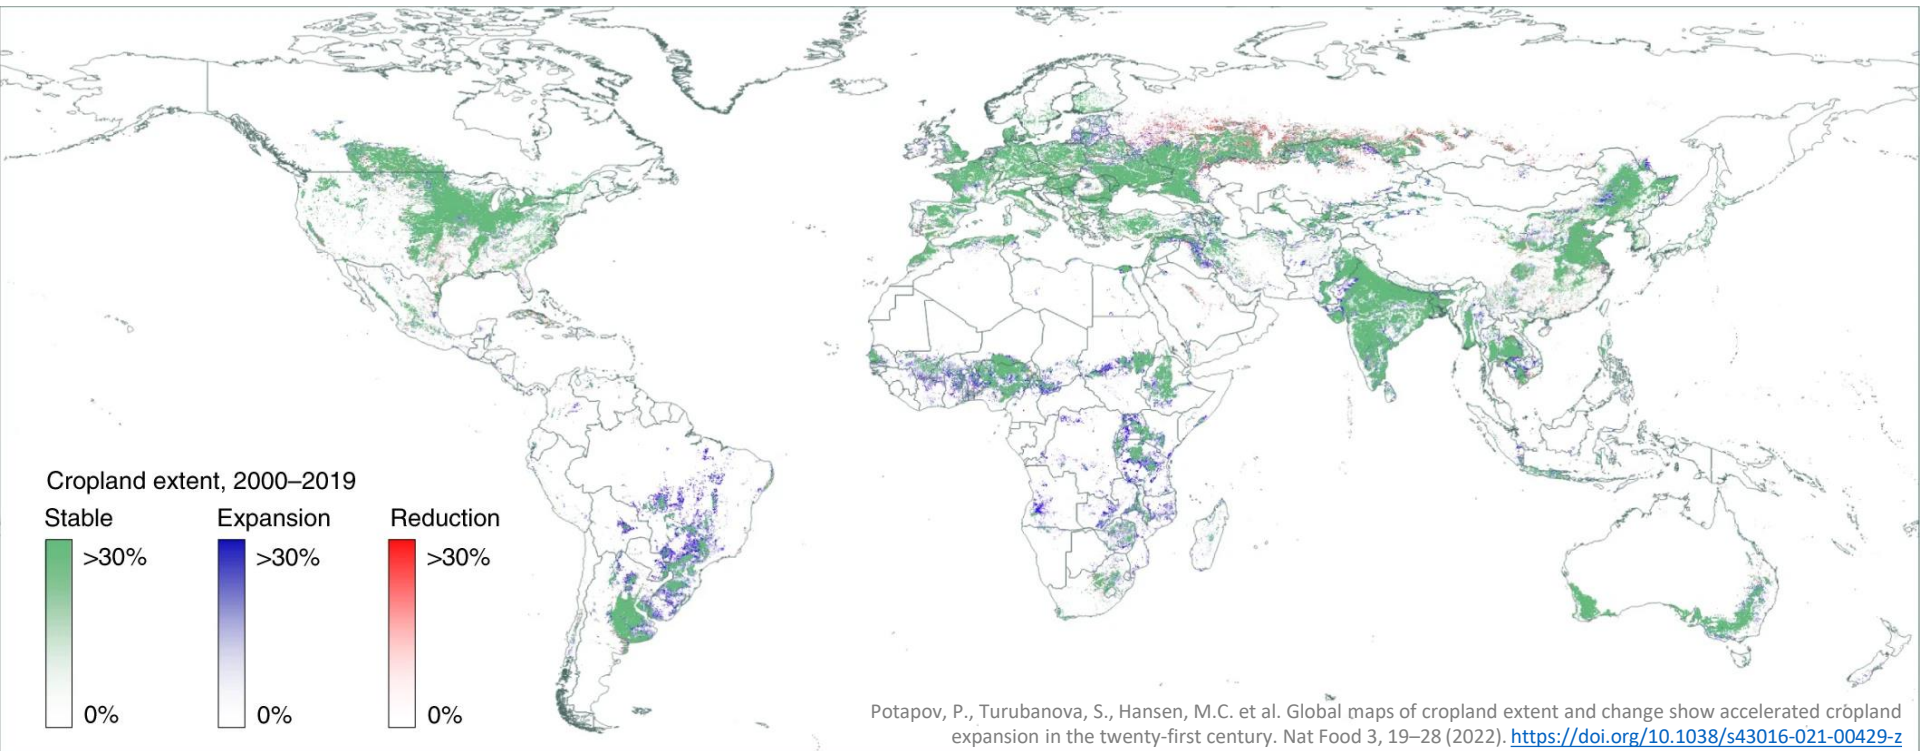 Cropland extent, 2000–2019
Stable Expansion Reduction
>30% >30% >30%
0% 0% 0%
Potapov, P., Turubanova, S., Hansen, M.C. et al. Global maps of cropland extent and change show accelerated cropland
expansion in the twenty-first century. Nat Food 3, 19–28 (2022). https://doi.org/10.1038/s43016-021-00429-z